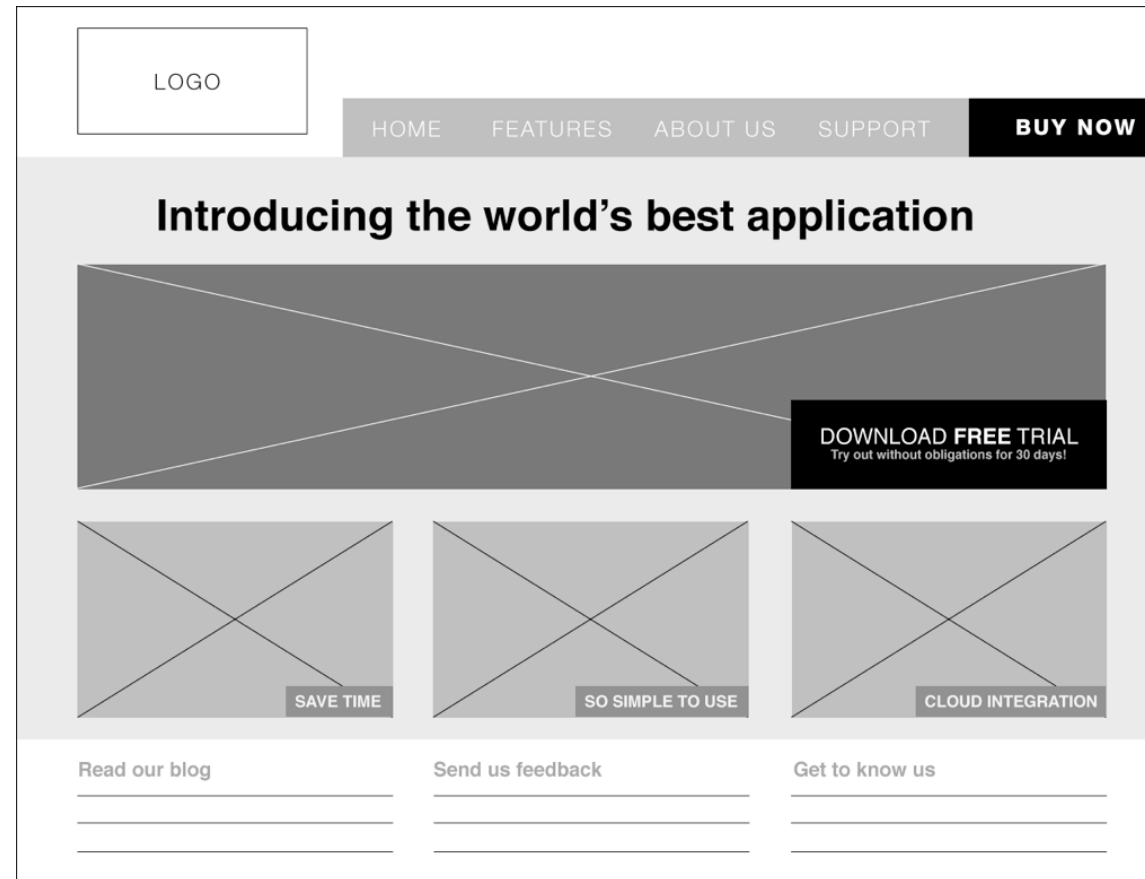 LOGO
HOME FEATURES ABOUT US SUPPORT BUY NOW
Introducing the world’s best application
DOWNLOAD FREE TRIAL
Try out without obligations for 30 days!
SAVE TIME
SO SIMPLE TO USE
CLOUD INTEGRATION
Read our blog
Send us feedback
Get to know us